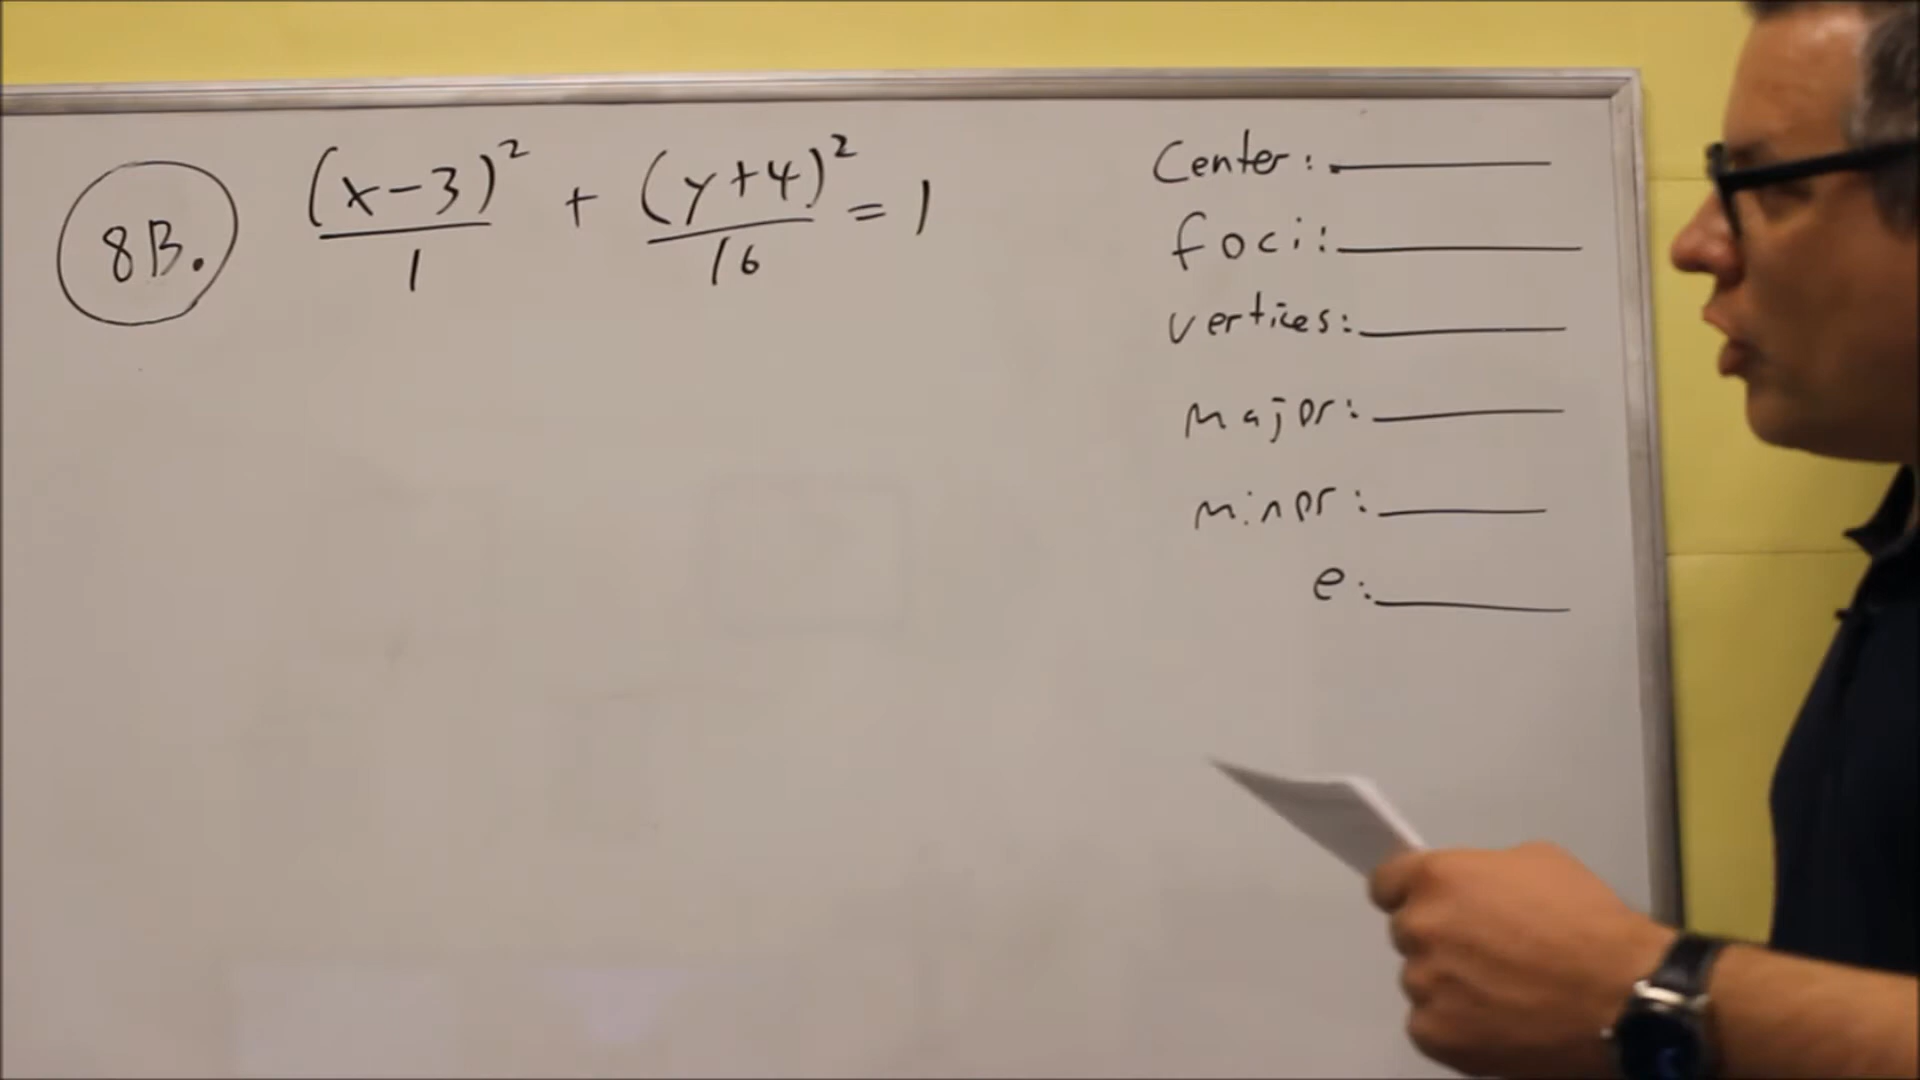 8B. (x-3)²/1 + (y+4)²/16 = 1
Center:
foci:
vertices:
major:
minor:
e: